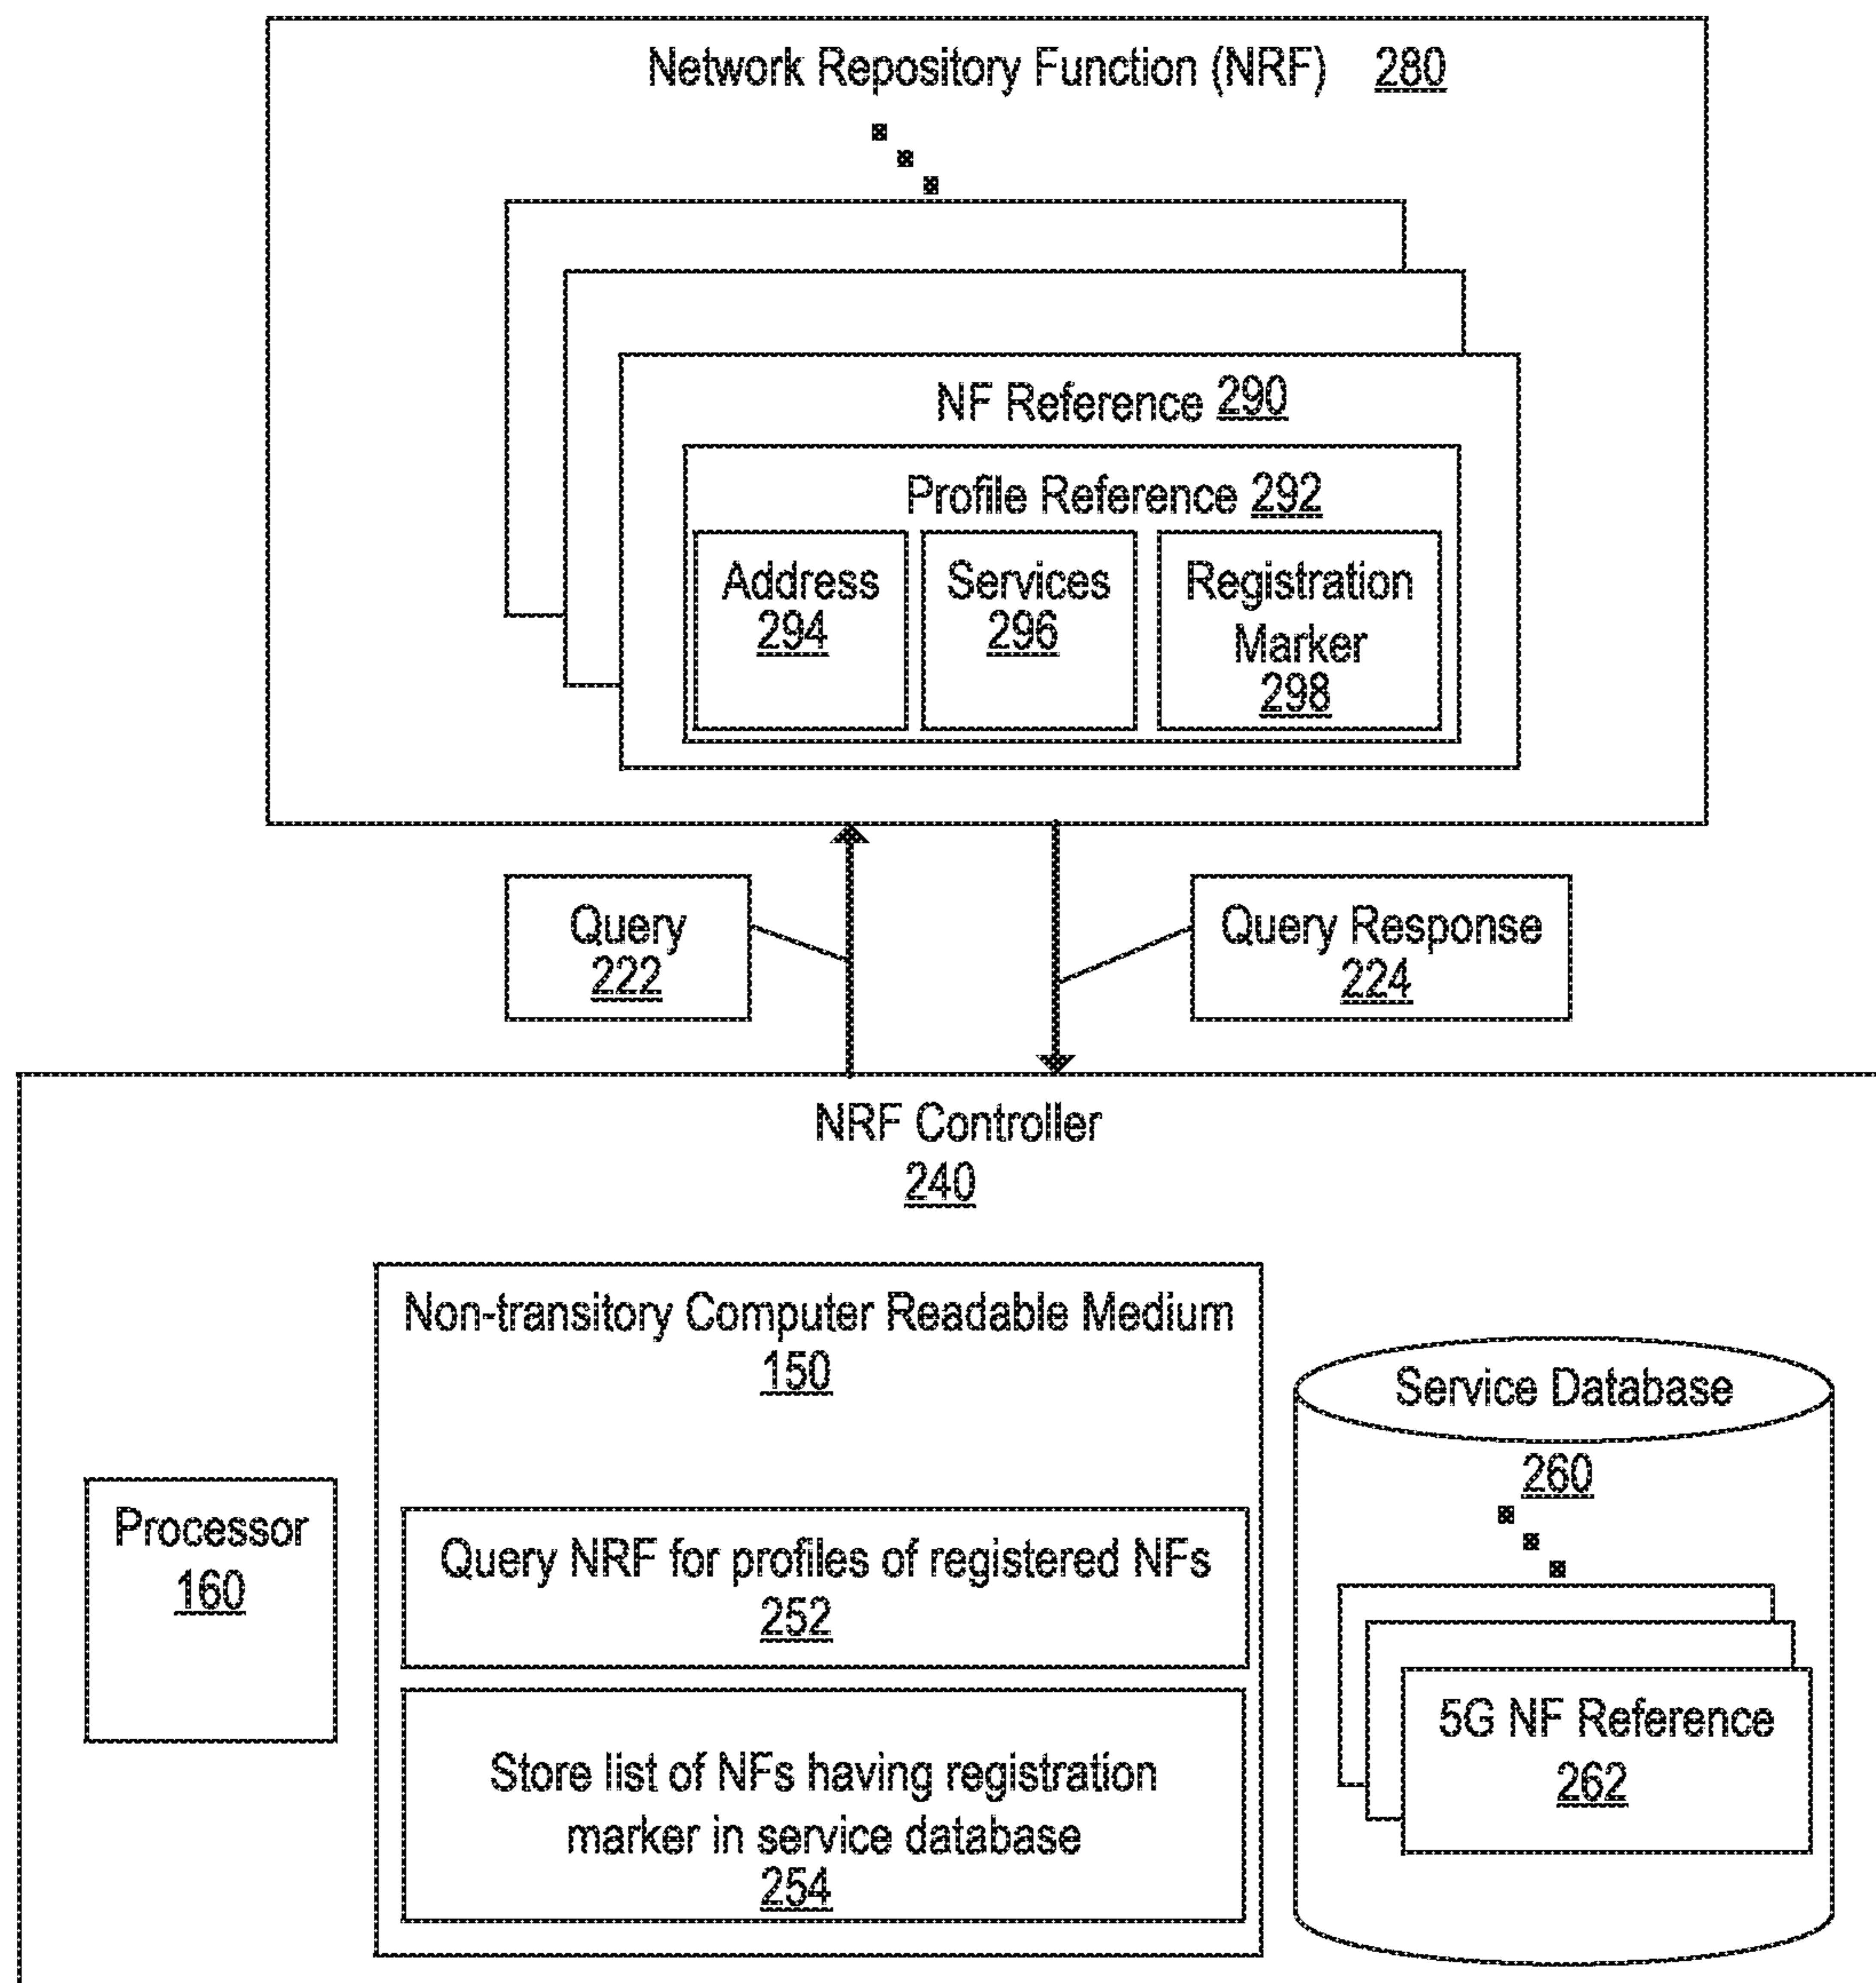 Network Repository Function (NRF) 280
NF Reference 290
Profile Reference 292
Address
294
Services
296
Registration
Marker
298
Query
222
Query Response
224
NRF Controller
240
Non-transitory Computer Readable Medium
150
Processor
160
Query NRF for profiles of registered NFs
252
Store list of NFs having registration
marker in service database
254
Service Database
260
5G NF Reference
262